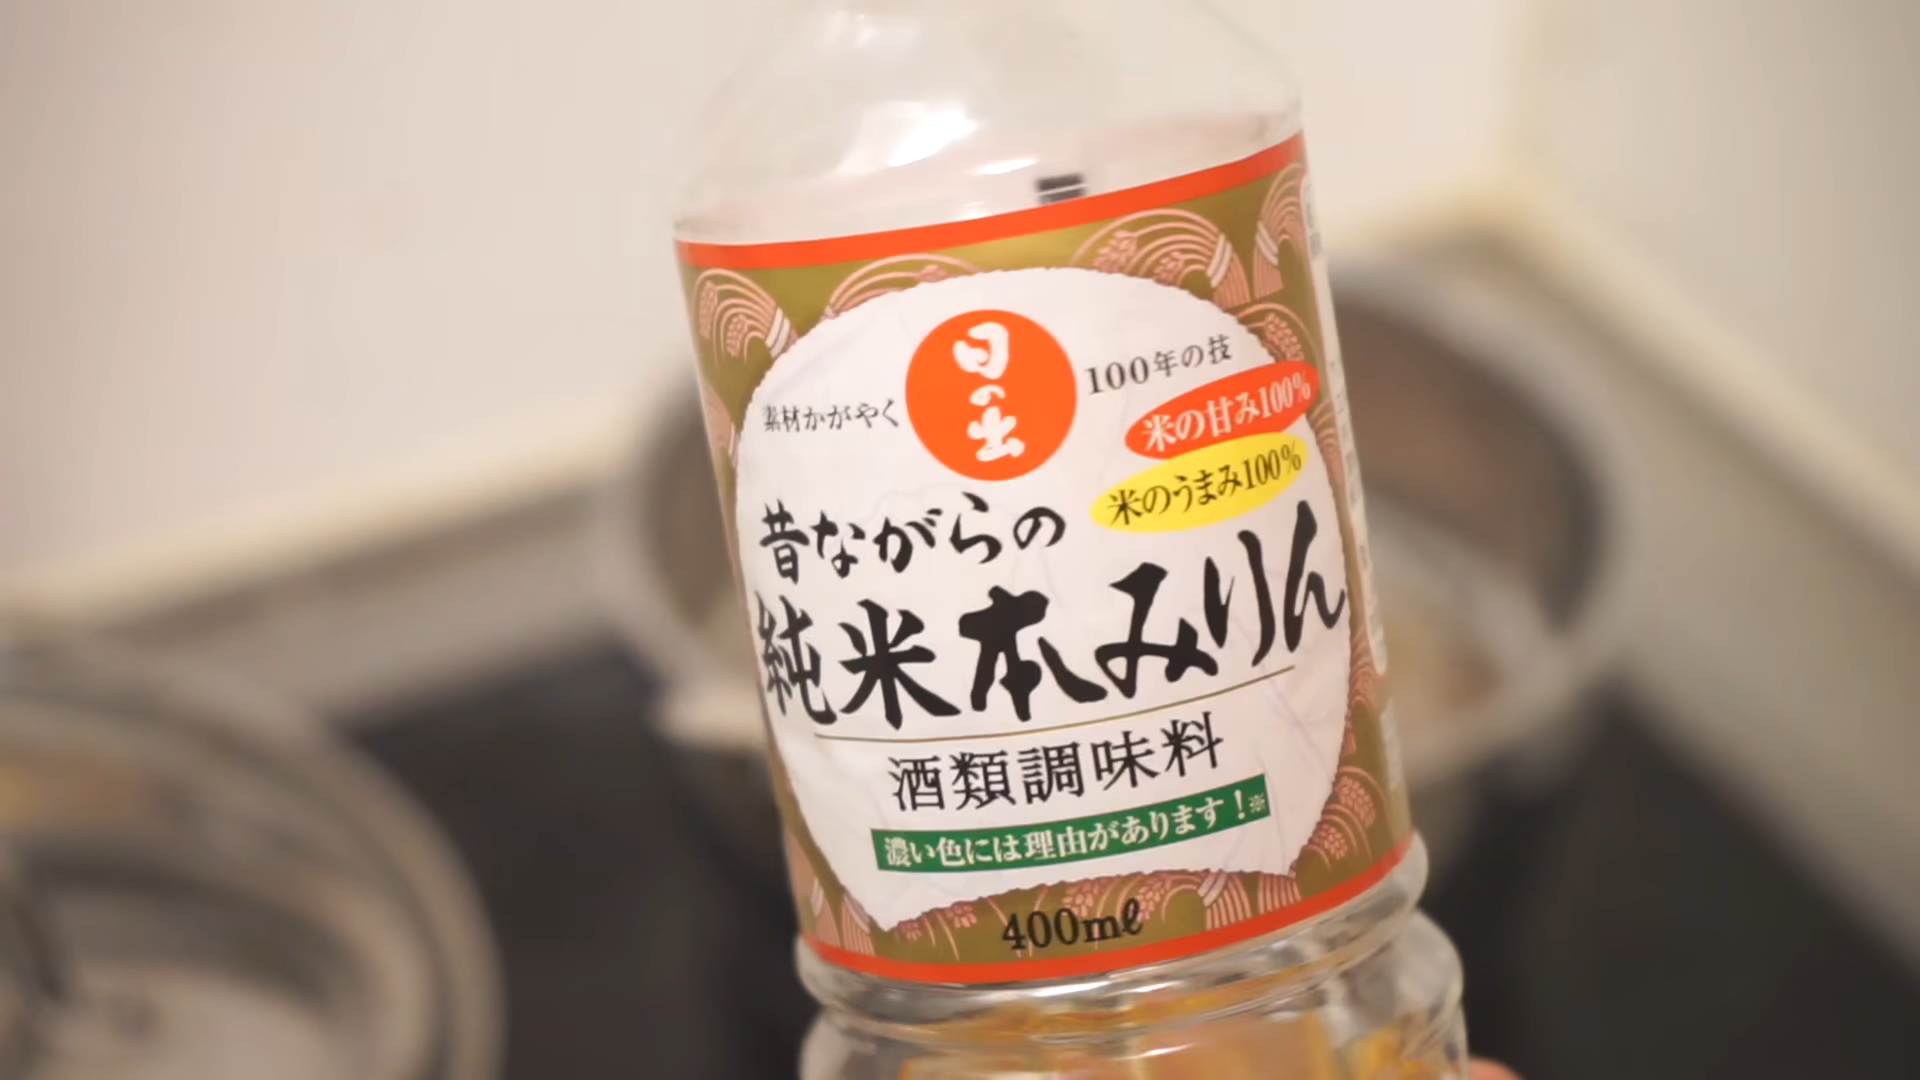 日の出
素材かがやく
100年の技
米の甘み100%
米のうまみ100%
昔ながらの
純米本みりん
酒類調味料
濃い色には理由があります！※
400mℓ